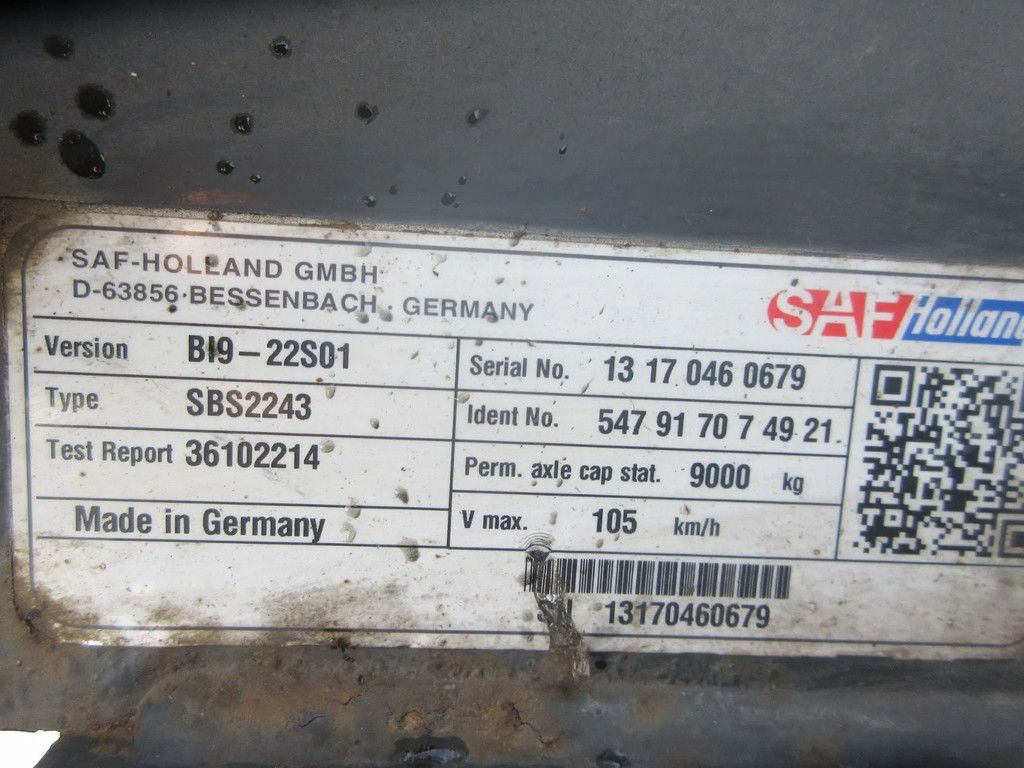 SAF-HOLLAND GMBH
D-63856 BESSENBACH, GERMANY
SAF Holland
Version BI9-22S01
Type SBS2243
Test Report 36102214
Made in Germany
Serial No. 13 17 046 0679
Ident No. 547 91 70 7 49 21
Perm. axle cap stat. 9000 kg
V max. 105 km/h
13170460679